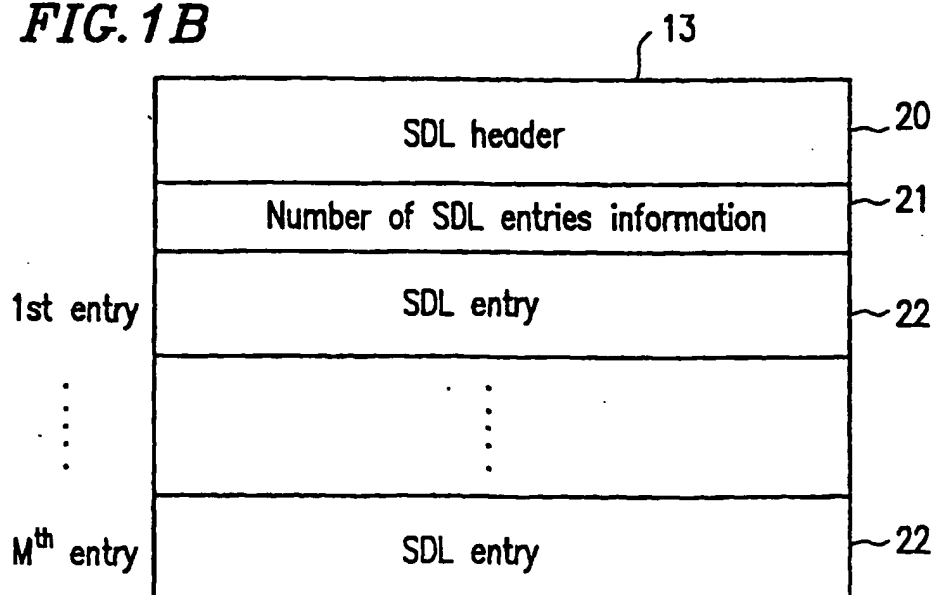 FIG. 1B
13
SDL header
20
Number of SDL entries information
21
1st entry
SDL entry
22
Mth entry
SDL entry
22